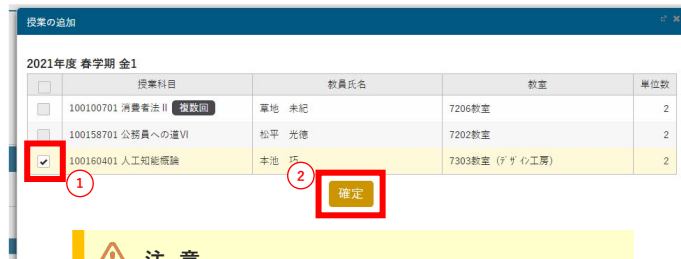 授業の追加
2021年度 春学期 金1
授業科目 教員氏名 教室 単位数
100100701 消費者法Ⅱ 複数回 草地 未紀 7206教室 2
100158701 公務員への道Ⅵ 松平 光徳 7202教室 2
100160401 人工知能概論 本池 巧 7303教室 (ﾃﾞｻﾞｲﾝ工房) 2
1
2
確定
注 意